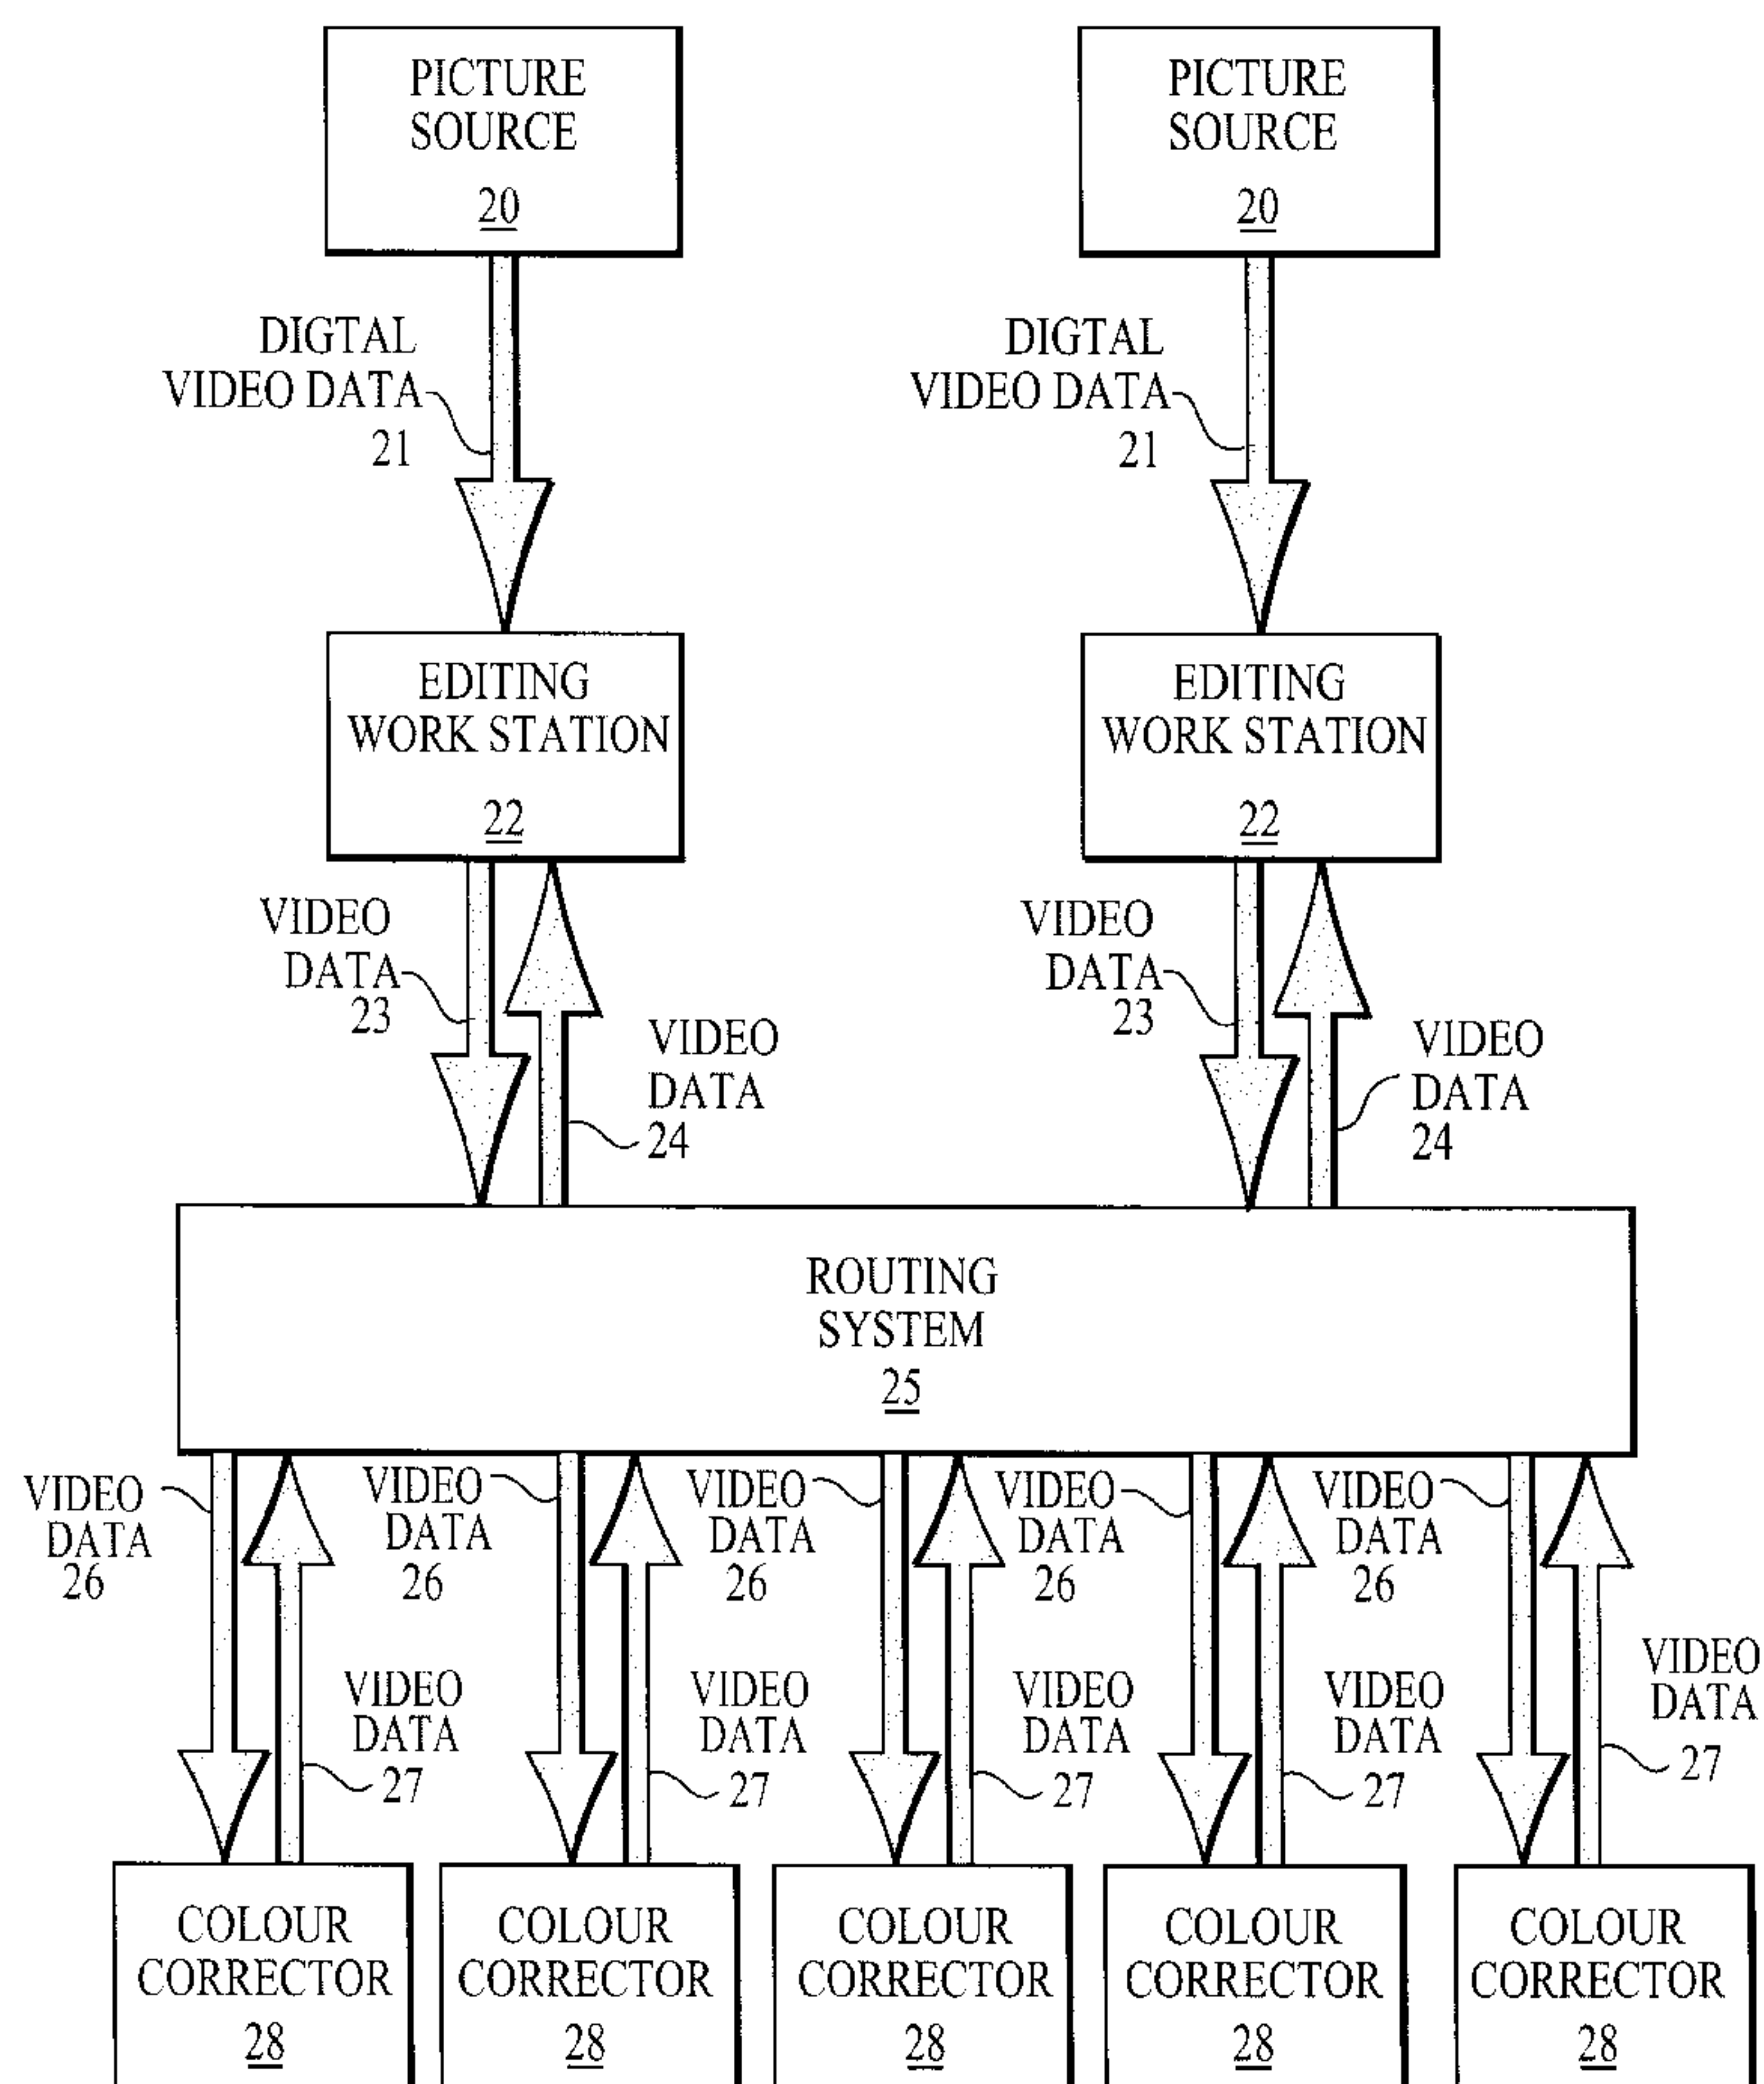 PICTURE
SOURCE
20
PICTURE
SOURCE
20
DIGTAL
VIDEO DATA
21
DIGTAL
VIDEO DATA
21
EDITING
WORK STATION
22
EDITING
WORK STATION
22
VIDEO
DATA
23
VIDEO
DATA
24
VIDEO
DATA
23
VIDEO
DATA
24
ROUTING
SYSTEM
25
VIDEO
DATA
26
VIDEO
DATA
26
VIDEO
DATA
26
VIDEO
DATA
26
VIDEO
DATA
26
VIDEO
DATA
27
VIDEO
DATA
27
VIDEO
DATA
27
VIDEO
DATA
27
VIDEO
DATA
27
COLOUR
CORRECTOR
28
COLOUR
CORRECTOR
28
COLOUR
CORRECTOR
28
COLOUR
CORRECTOR
28
COLOUR
CORRECTOR
28